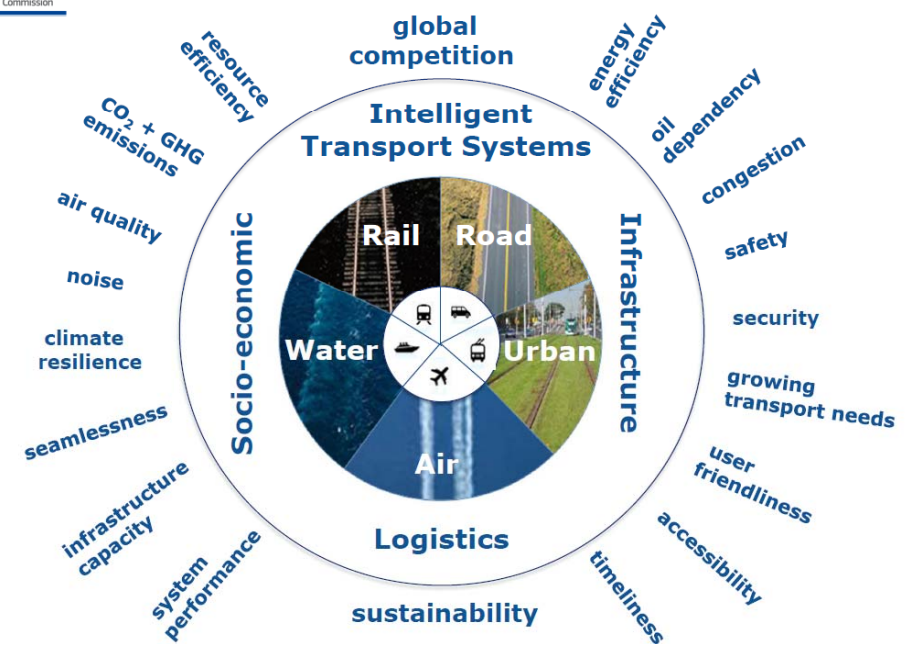 Commission
global
competition
energy
efficiency
oil
dependency
congestion
safety
security
growing
transport needs
user
friendliness
accessibility
timeliness
sustainability
system
performance
infrastructure
capacity
seamlessness
climate
resilience
noise
air quality
CO₂ + GHG
emissions
resource
efficiency
Intelligent
Transport Systems
Infrastructure
Logistics
Socio-economic
Rail
Road
Urban
Air
Water